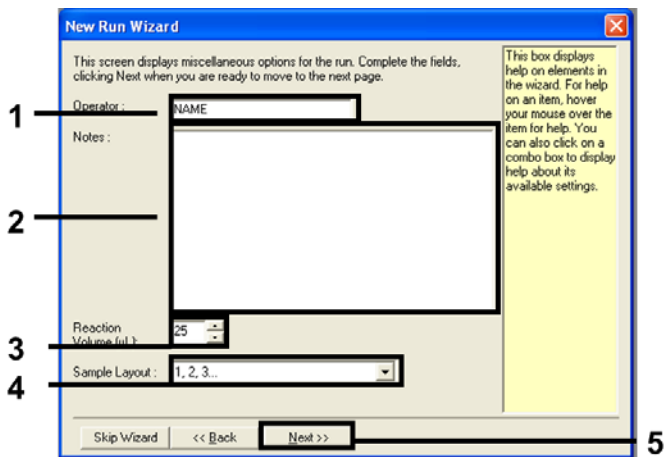 New Run Wizard
This screen displays miscellaneous options for the run. Complete the fields,
clicking Next when you are ready to move to the next page.
This box displays
help on elements in
the wizard. For help
on an item, hover
your mouse over the
item for help. You
can also click on a
combo box to display
help about its
available settings.
1
Operator :
NAME
2
Notes :
3
Reaction
Volume (µL):
25
4
Sample Layout :
1, 2, 3...
Skip Wizard
<< Back
Next >>
5